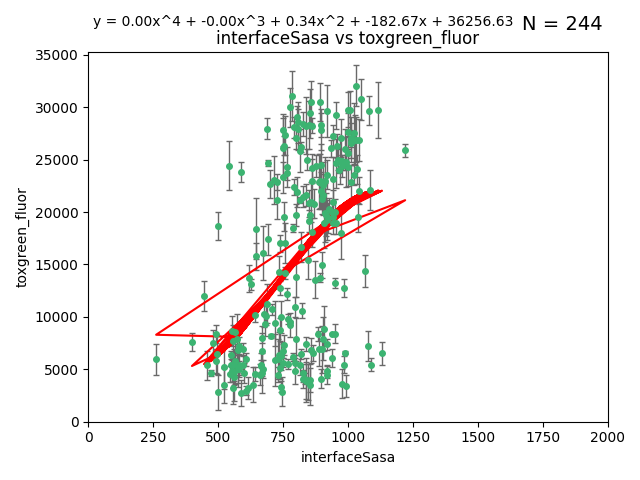 y = 0.00x^4 + -0.00x^3 + 0.34x^2 + -182.67x + 36256.63 N = 244
interfaceSasa vs toxgreen_fluor
35000
30000
25000
20000
15000
10000
5000
0
toxgreen_fluor
0 250 500 750 1000 1250 1500 1750 2000
interfaceSasa